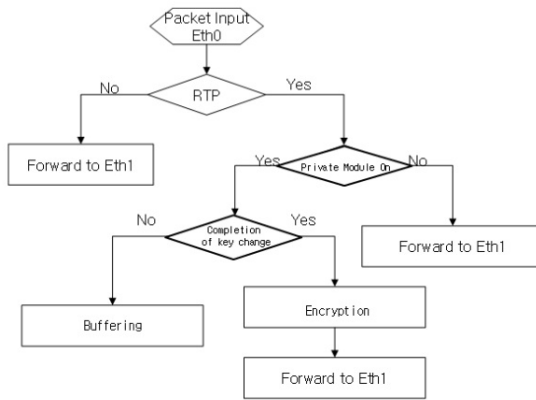 Packet Input
Eth0
No
RTP
Yes
Forward to Eth1
Yes
Private Module On
No
No
Completion
of key change
Yes
Forward to Eth1
Buffering
Encryption
Forward to Eth1